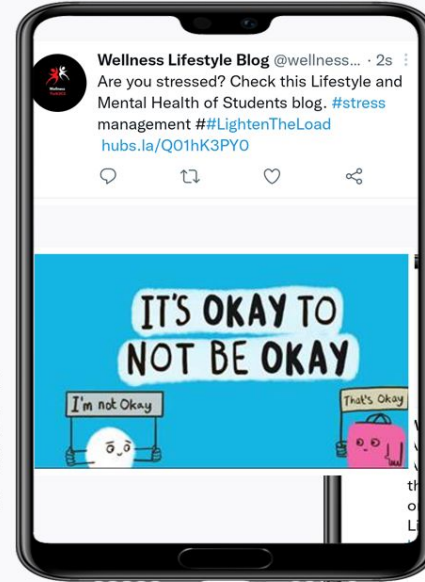 Wellness Lifestyle Blog @wellness... · 2s
Are you stressed? Check this Lifestyle and
Mental Health of Students blog. #stress
management ##LightenTheLoad
hubs.la/Q01hK3PY0
IT'S OKAY TO
NOT BE OKAY
I'm not Okay
That's Okay